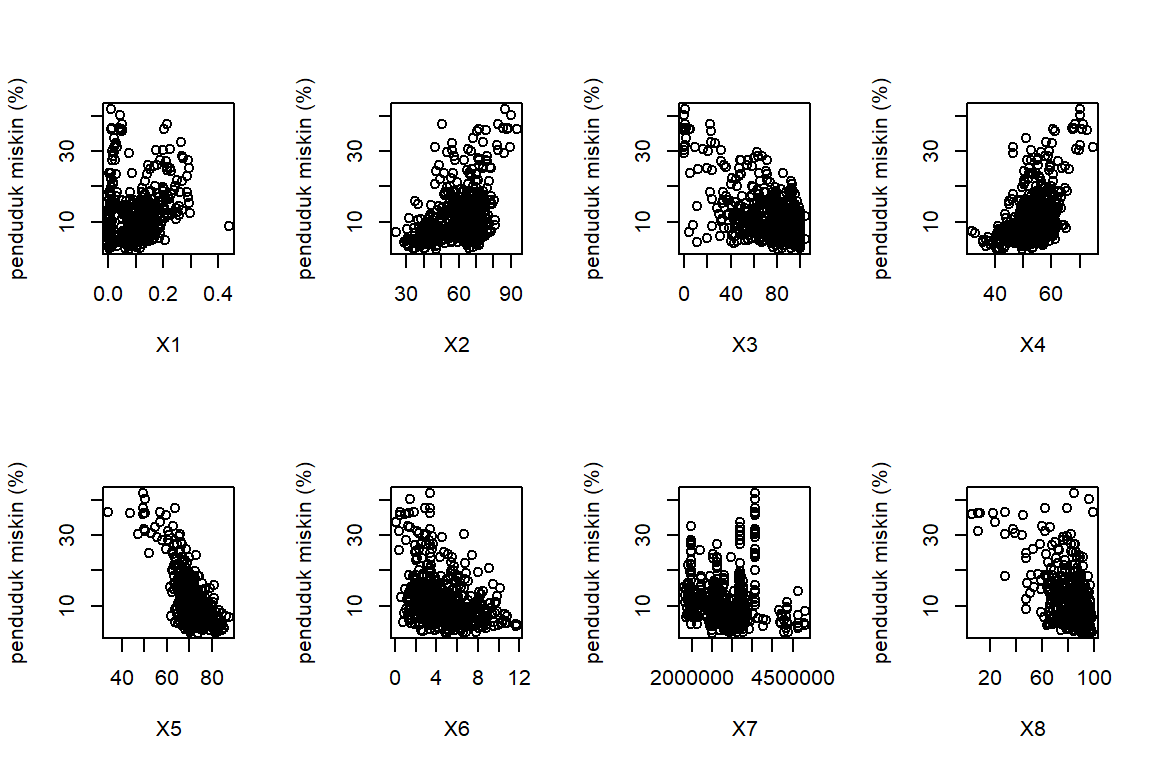 penduduk miskin (%)
10 30
0.0 0.2 0.4
X1
penduduk miskin (%)
10 30
30 60 90
X2
penduduk miskin (%)
10 30
0 40 80
X3
penduduk miskin (%)
10 30
40 60
X4
penduduk miskin (%)
10 30
40 60 80
X5
penduduk miskin (%)
10 30
0 4 8 12
X6
penduduk miskin (%)
10 30
2000000 4500000
X7
penduduk miskin (%)
10 30
20 60 100
X8